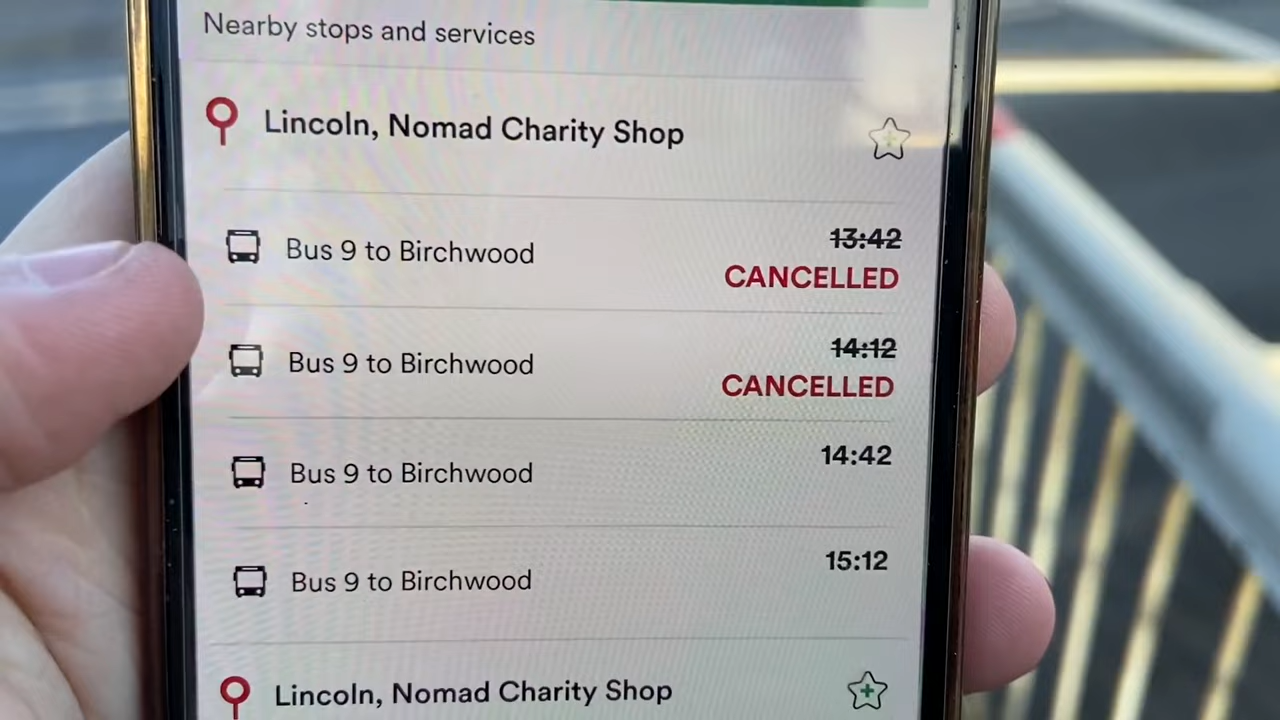 Nearby stops and services
Lincoln, Nomad Charity Shop
Bus 9 to Birchwood
13:42
CANCELLED
Bus 9 to Birchwood
14:12
CANCELLED
Bus 9 to Birchwood
14:42
Bus 9 to Birchwood
15:12
Lincoln, Nomad Charity Shop